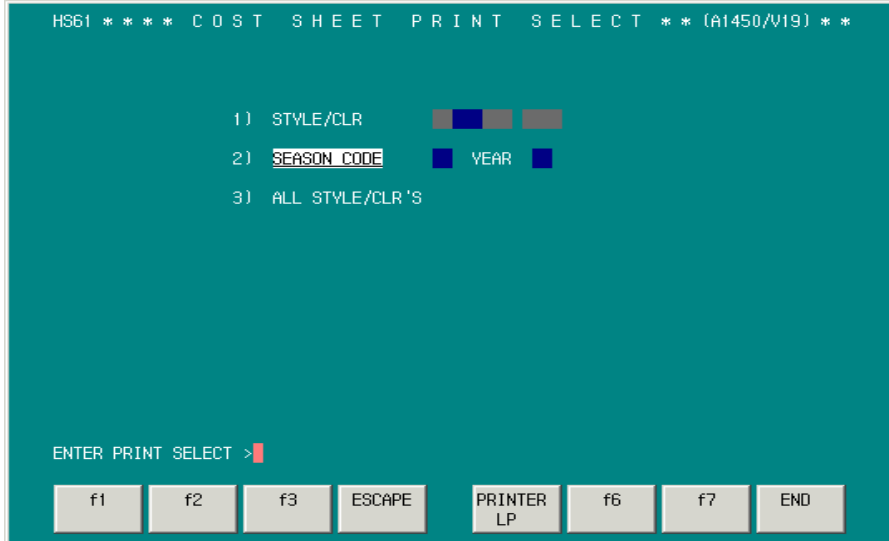 HS61 * * * * C O S T   S H E E T   P R I N T   S E L E C T * * (A1450/V19) * *
1) STYLE/CLR
2) SEASON CODE YEAR
3) ALL STYLE/CLR'S
ENTER PRINT SELECT >
f1 f2 f3 ESCAPE PRINTER LP f6 f7 END